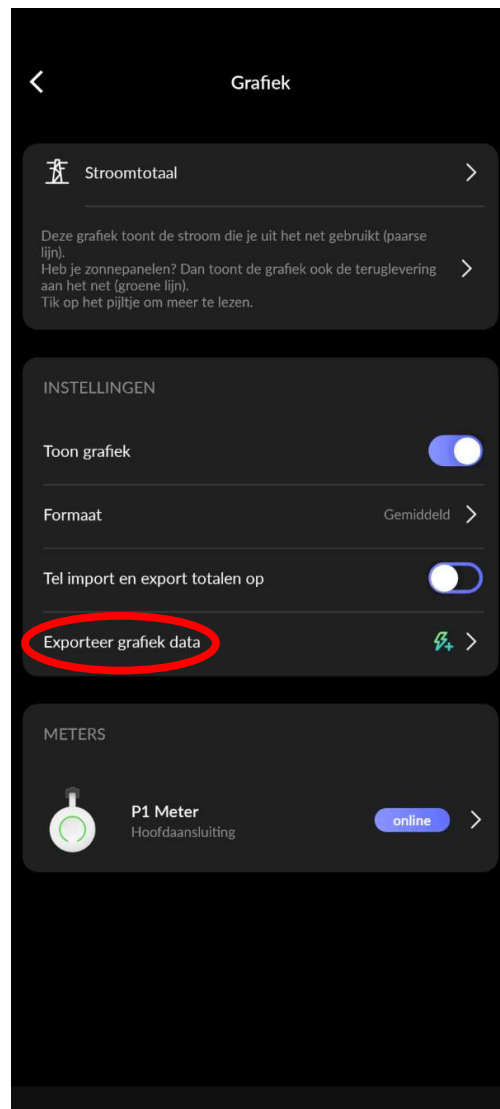 Grafiek
Stroomtotaal
Deze grafiek toont de stroom die je uit het net gebruikt (paarse
lijn).
Heb je zonnepanelen? Dan toont de grafiek ook de teruglevering
aan het net (groene lijn).
Tik op het pijltje om meer te lezen.
INSTELLINGEN
Toon grafiek
Formaat Gemiddeld
Tel import en export totalen op
Exporteer grafiek data
METERS
P1 Meter
Hoofdaansluiting
online